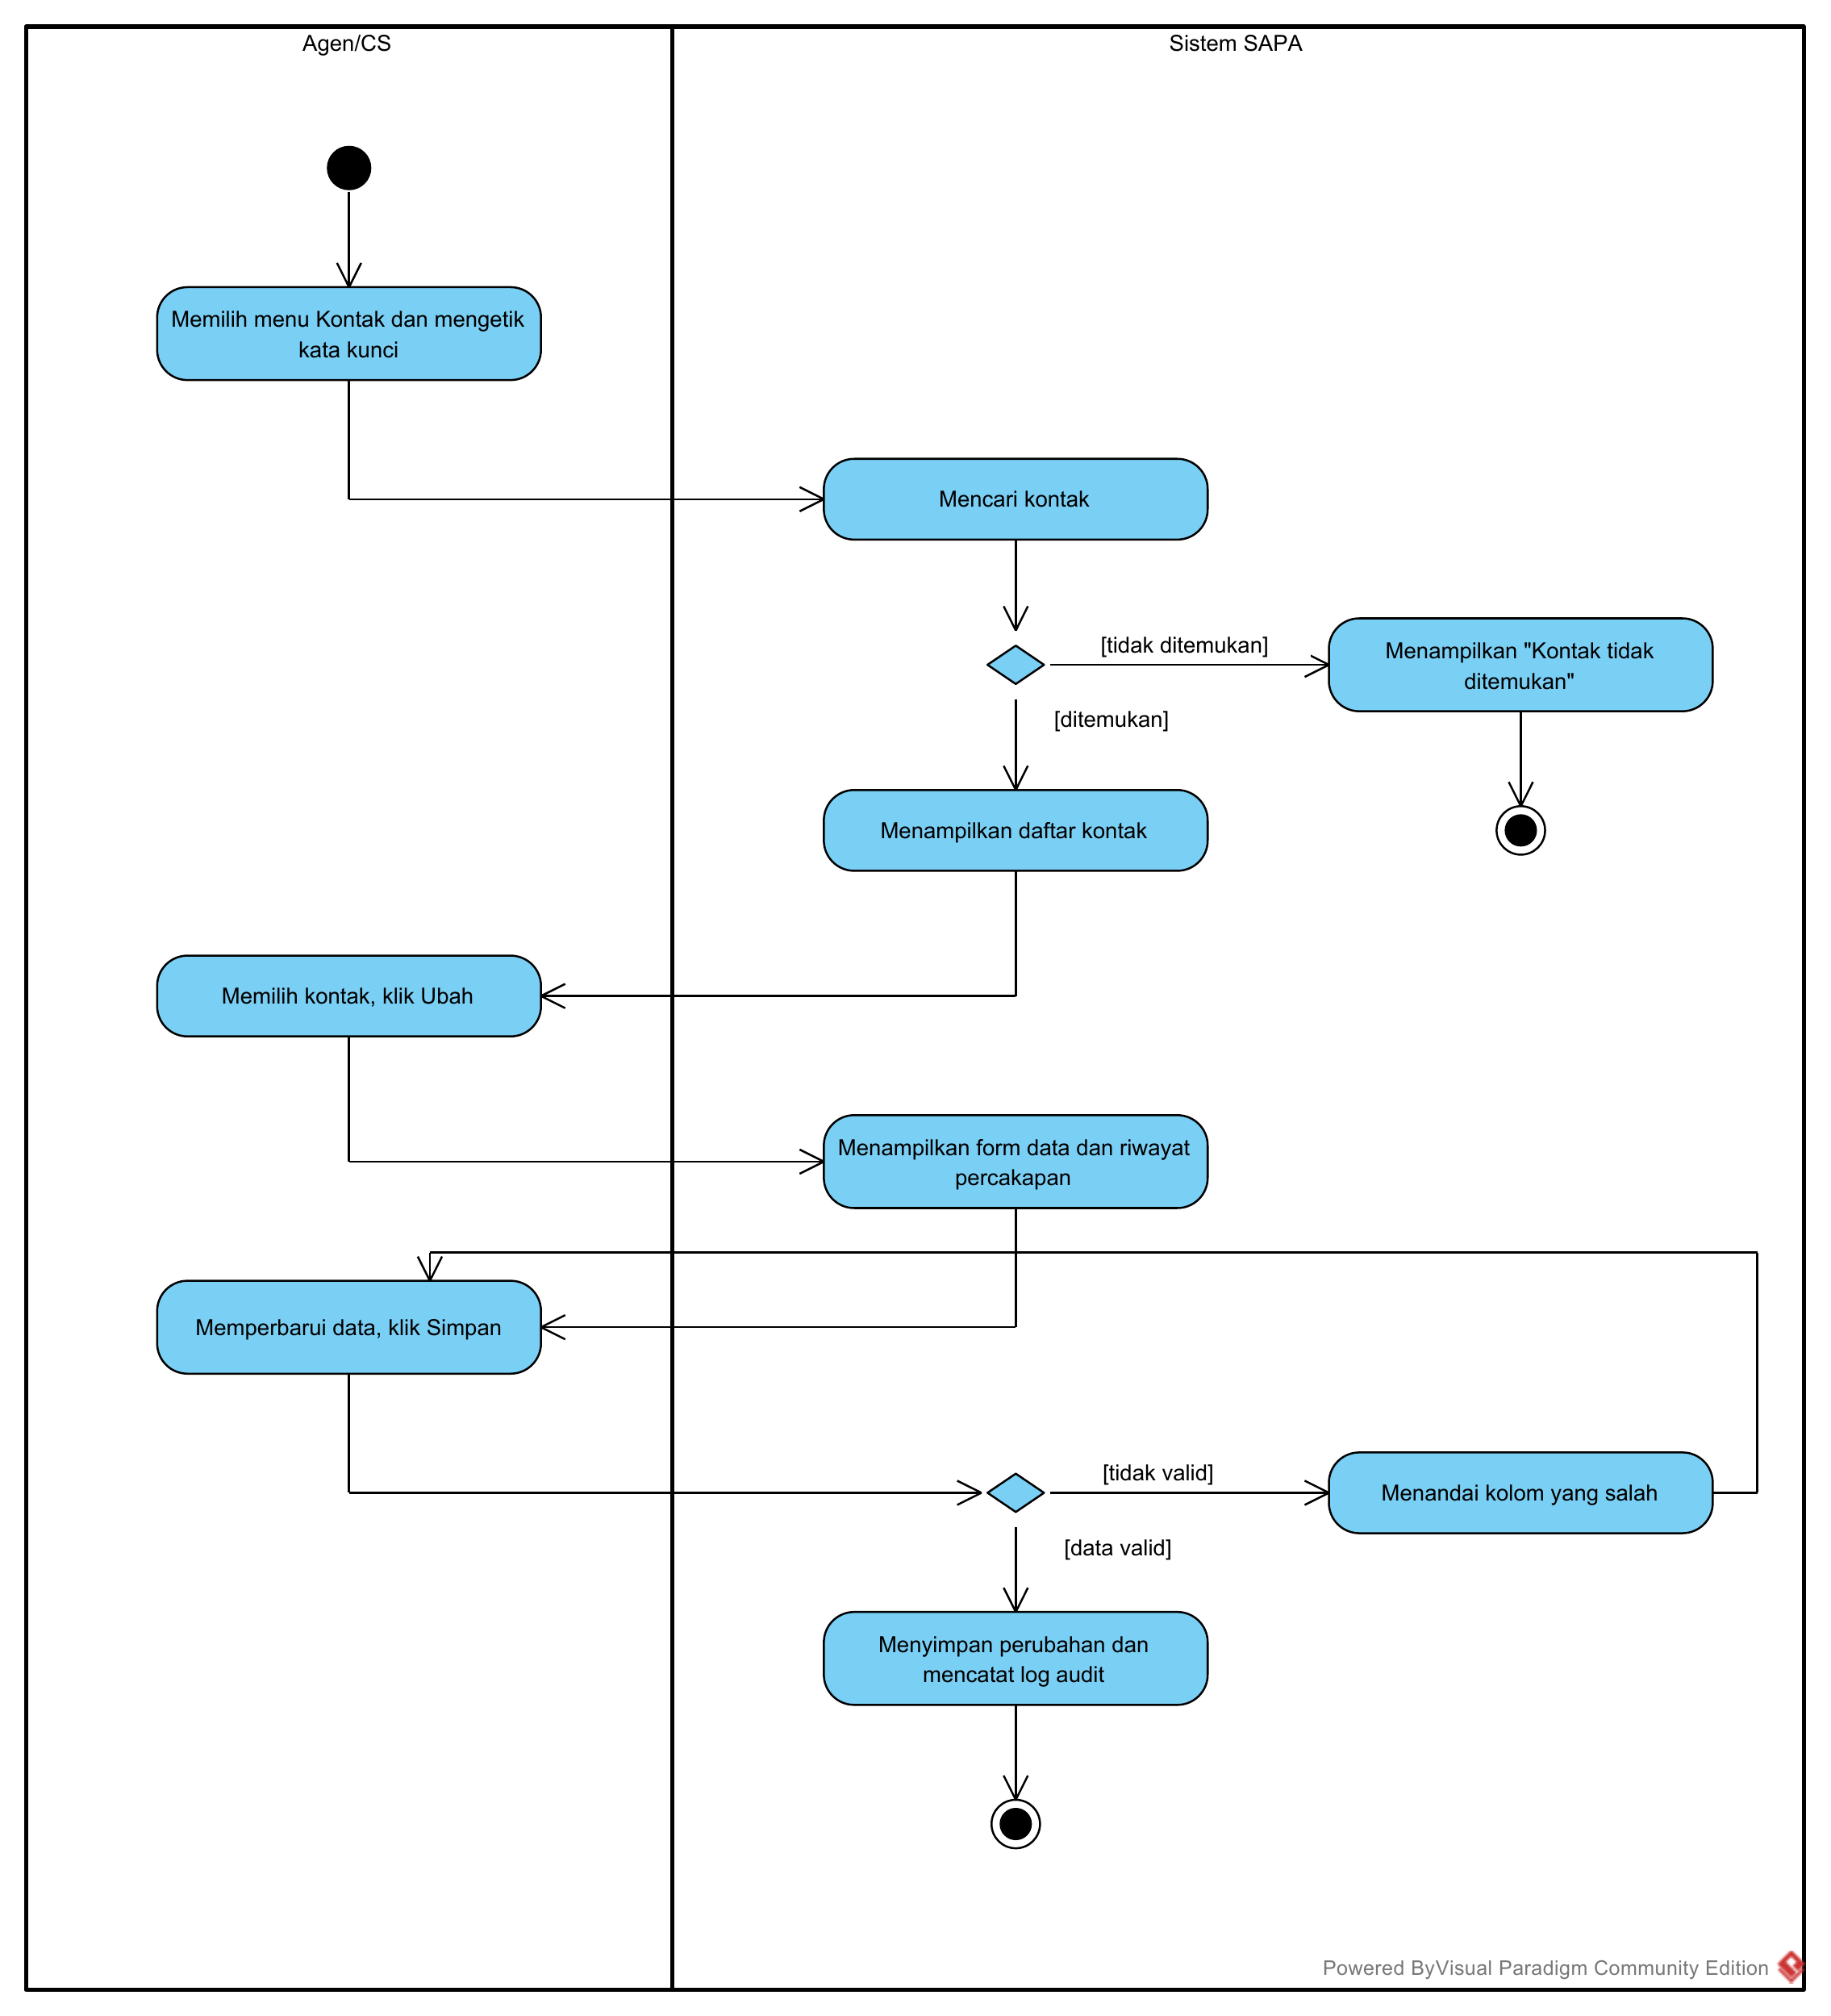 Agen/CS
Sistem SAPA
Memilih menu Kontak dan mengetik
kata kunci
Mencari kontak
[tidak ditemukan]
Menampilkan "Kontak tidak
ditemukan"
[ditemukan]
Menampilkan daftar kontak
Memilih kontak, klik Ubah
Menampilkan form data dan riwayat
percakapan
Memperbarui data, klik Simpan
[tidak valid]
Menandai kolom yang salah
[data valid]
Menyimpan perubahan dan
mencatat log audit
Powered ByVisual Paradigm Community Edition